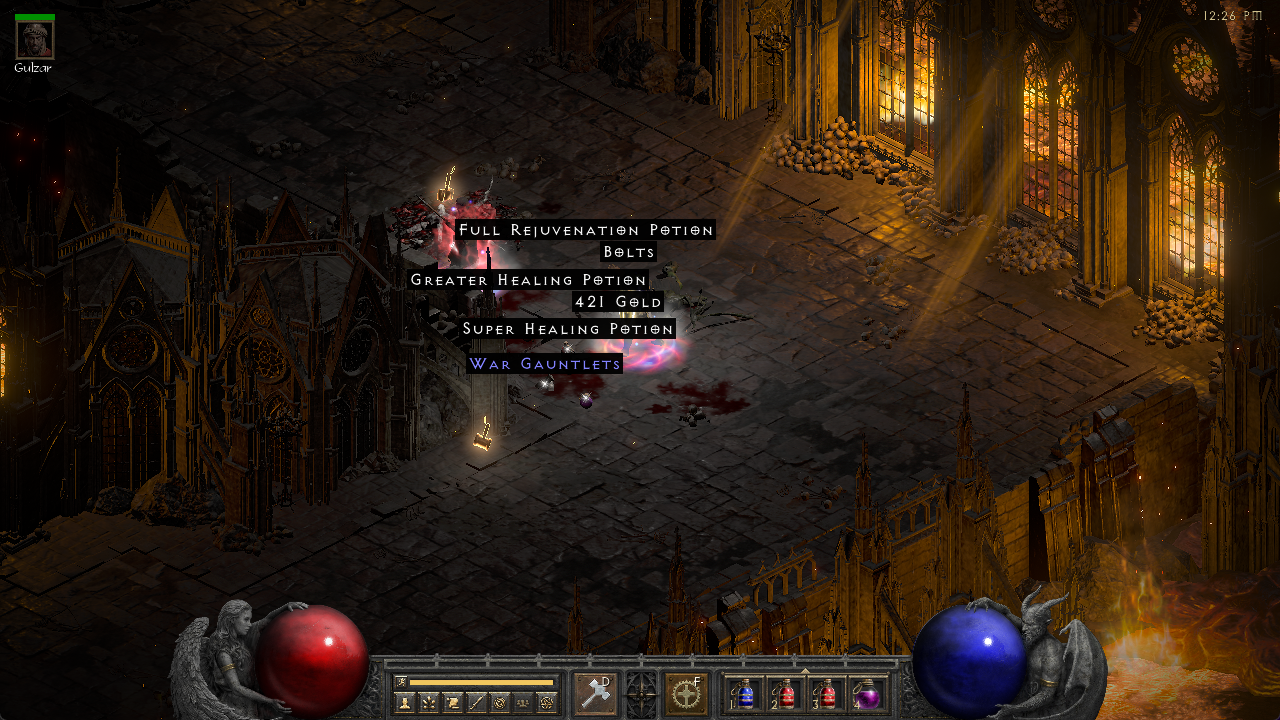 12:26 PM
Gulzar
Full Rejuvenation Potion
Bolts
Greater Healing Potion
421 Gold
Super Healing Potion
War Gauntlets
D
F
1
2
3
4